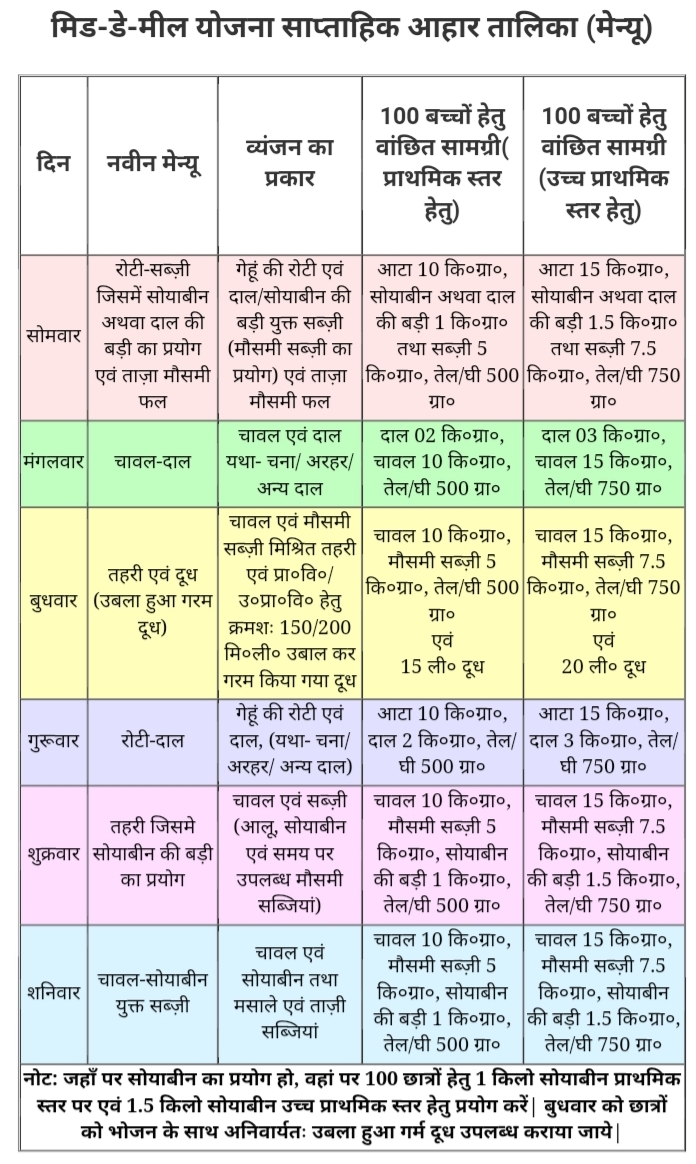 मिड-डे-मील योजना साप्ताहिक आहार तालिका (मेन्यू)
दिन
नवीन मेन्यू
व्यंजन का
प्रकार
100 बच्चों हेतु
वांछित सामग्री(
प्राथमिक स्तर
हेतु)
100 बच्चों हेतु
वांछित सामग्री
(उच्च प्राथमिक
स्तर हेतु)
सोमवार
रोटी-सब्ज़ी
जिसमें सोयाबीन
अथवा दाल की
बड़ी का प्रयोग
एवं ताज़ा मौसमी
फल
गेहूं की रोटी एवं
दाल/सोयाबीन की
बड़ी युक्त सब्ज़ी
(मौसमी सब्ज़ी का
प्रयोग) एवं ताज़ा
मौसमी फल
आटा 10 कि०ग्रा०,
सोयाबीन अथवा दाल
की बड़ी 1 कि०ग्रा०
तथा सब्ज़ी 5
कि०ग्रा०, तेल/घी 500
ग्रा०
आटा 15 कि०ग्रा०,
सोयाबीन अथवा दाल
की बड़ी 1.5 कि०ग्रा०
तथा सब्ज़ी 7.5
कि०ग्रा०, तेल/घी 750
ग्रा०
मंगलवार
चावल-दाल
चावल एवं दाल
यथा- चना/ अरहर/
अन्य दाल
दाल 02 कि०ग्रा०,
चावल 10 कि०ग्रा०,
तेल/घी 500 ग्रा०
दाल 03 कि०ग्रा०,
चावल 15 कि०ग्रा०,
तेल/घी 750 ग्रा०
बुधवार
तहरी एवं दूध
(उबला हुआ गरम
दूध)
चावल एवं मौसमी
सब्ज़ी मिश्रित तहरी
एवं प्रा०वि०/
उ०प्रा०वि० हेतु
क्रमशः 150/200
मि०ली० उबाल कर
गरम किया गया दूध
चावल 10 कि०ग्रा०,
मौसमी सब्ज़ी 5
कि०ग्रा०, तेल/घी 500
ग्रा०
एवं
15 ली० दूध
चावल 15 कि०ग्रा०,
मौसमी सब्ज़ी 7.5
कि०ग्रा०, तेल/घी 750
ग्रा०
एवं
20 ली० दूध
गुरूवार
रोटी-दाल
गेहूं की रोटी एवं
दाल, (यथा- चना/
अरहर/ अन्य दाल)
आटा 10 कि०ग्रा०,
दाल 2 कि०ग्रा०, तेल/
घी 500 ग्रा०
आटा 15 कि०ग्रा०,
दाल 3 कि०ग्रा०, तेल/
घी 750 ग्रा०
शुक्रवार
तहरी जिसमे
सोयाबीन की बड़ी
का प्रयोग
चावल एवं सब्ज़ी
(आलू, सोयाबीन
एवं समय पर
उपलब्ध मौसमी
सब्जियां)
चावल 10 कि०ग्रा०,
मौसमी सब्ज़ी 5
कि०ग्रा०, सोयाबीन
की बड़ी 1 कि०ग्रा०,
तेल/घी 500 ग्रा०
चावल 15 कि०ग्रा०,
मौसमी सब्ज़ी 7.5
कि०ग्रा०, सोयाबीन
की बड़ी 1.5 कि०ग्रा०,
तेल/घी 750 ग्रा०
शनिवार
चावल-सोयाबीन
युक्त सब्ज़ी
चावल एवं
सोयाबीन तथा
मसाले एवं ताज़ी
सब्जियां
चावल 10 कि०ग्रा०,
मौसमी सब्ज़ी 5
कि०ग्रा०, सोयाबीन
की बड़ी 1 कि०ग्रा०,
तेल/घी 500 ग्रा०
चावल 15 कि०ग्रा०,
मौसमी सब्ज़ी 7.5
कि०ग्रा०, सोयाबीन
की बड़ी 1.5 कि०ग्रा०,
तेल/घी 750 ग्रा०
नोट: जहाँ पर सोयाबीन का प्रयोग हो, वहां पर 100 छात्रों हेतु 1 किलो सोयाबीन प्राथमिक
स्तर पर एवं 1.5 किलो सोयाबीन उच्च प्राथमिक स्तर हेतु प्रयोग करें| बुधवार को छात्रों
को भोजन के साथ अनिवार्यतः उबला हुआ गर्म दूध उपलब्ध कराया जाये|